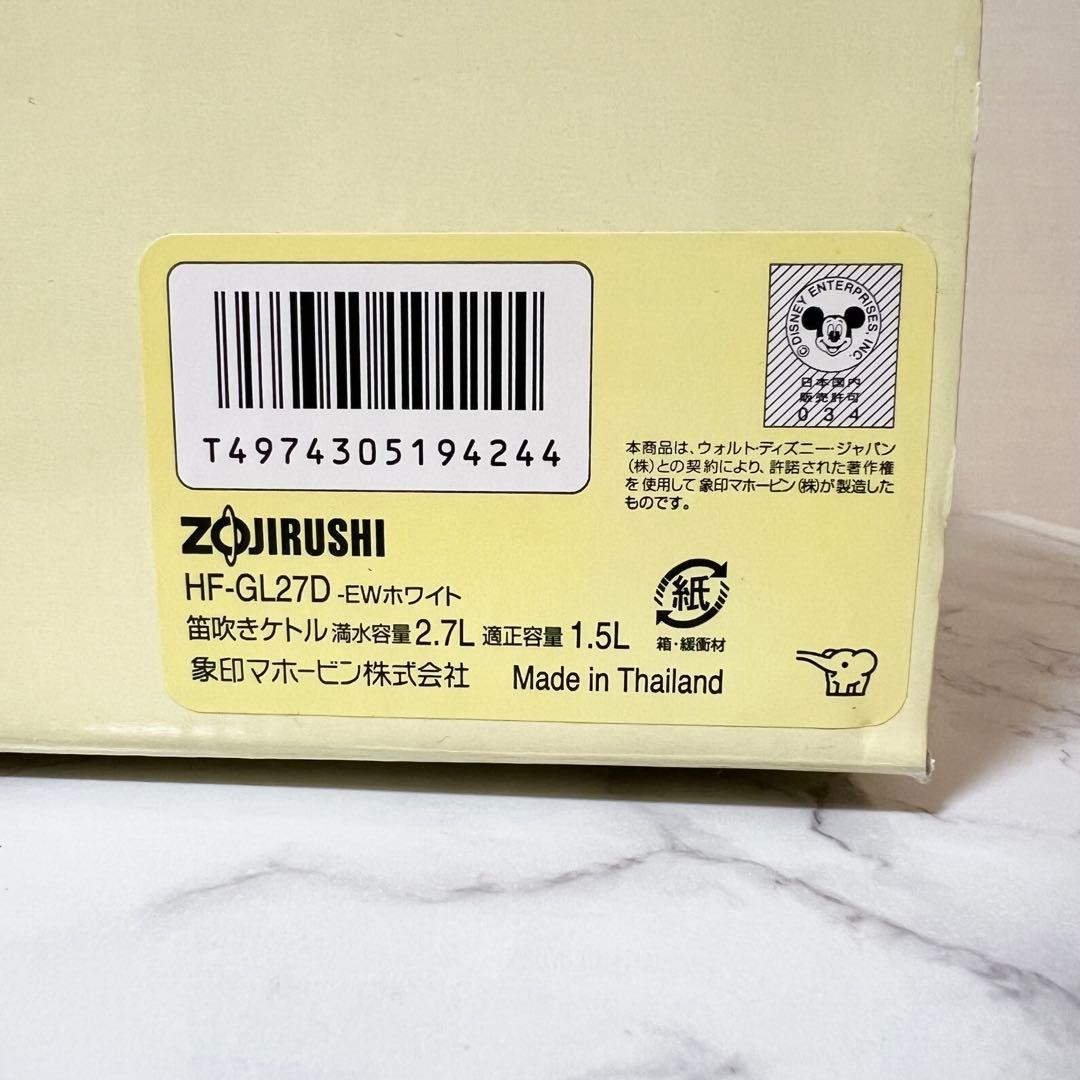 T4974305194244
© DISNEY ENTERPRISES, INC.
日本国内
販売許可
034
本商品は、ウォルト・ディズニー・ジャパン
(株)との契約により、許諾された著作権
を使用して象印マホービン(株)が製造した
ものです。
ZOJIRUSHI
HF-GL27D -EWホワイト
笛吹きケトル 満水容量2.7L 適正容量1.5L
象印マホービン株式会社 Made in Thailand
紙
箱・緩衝材